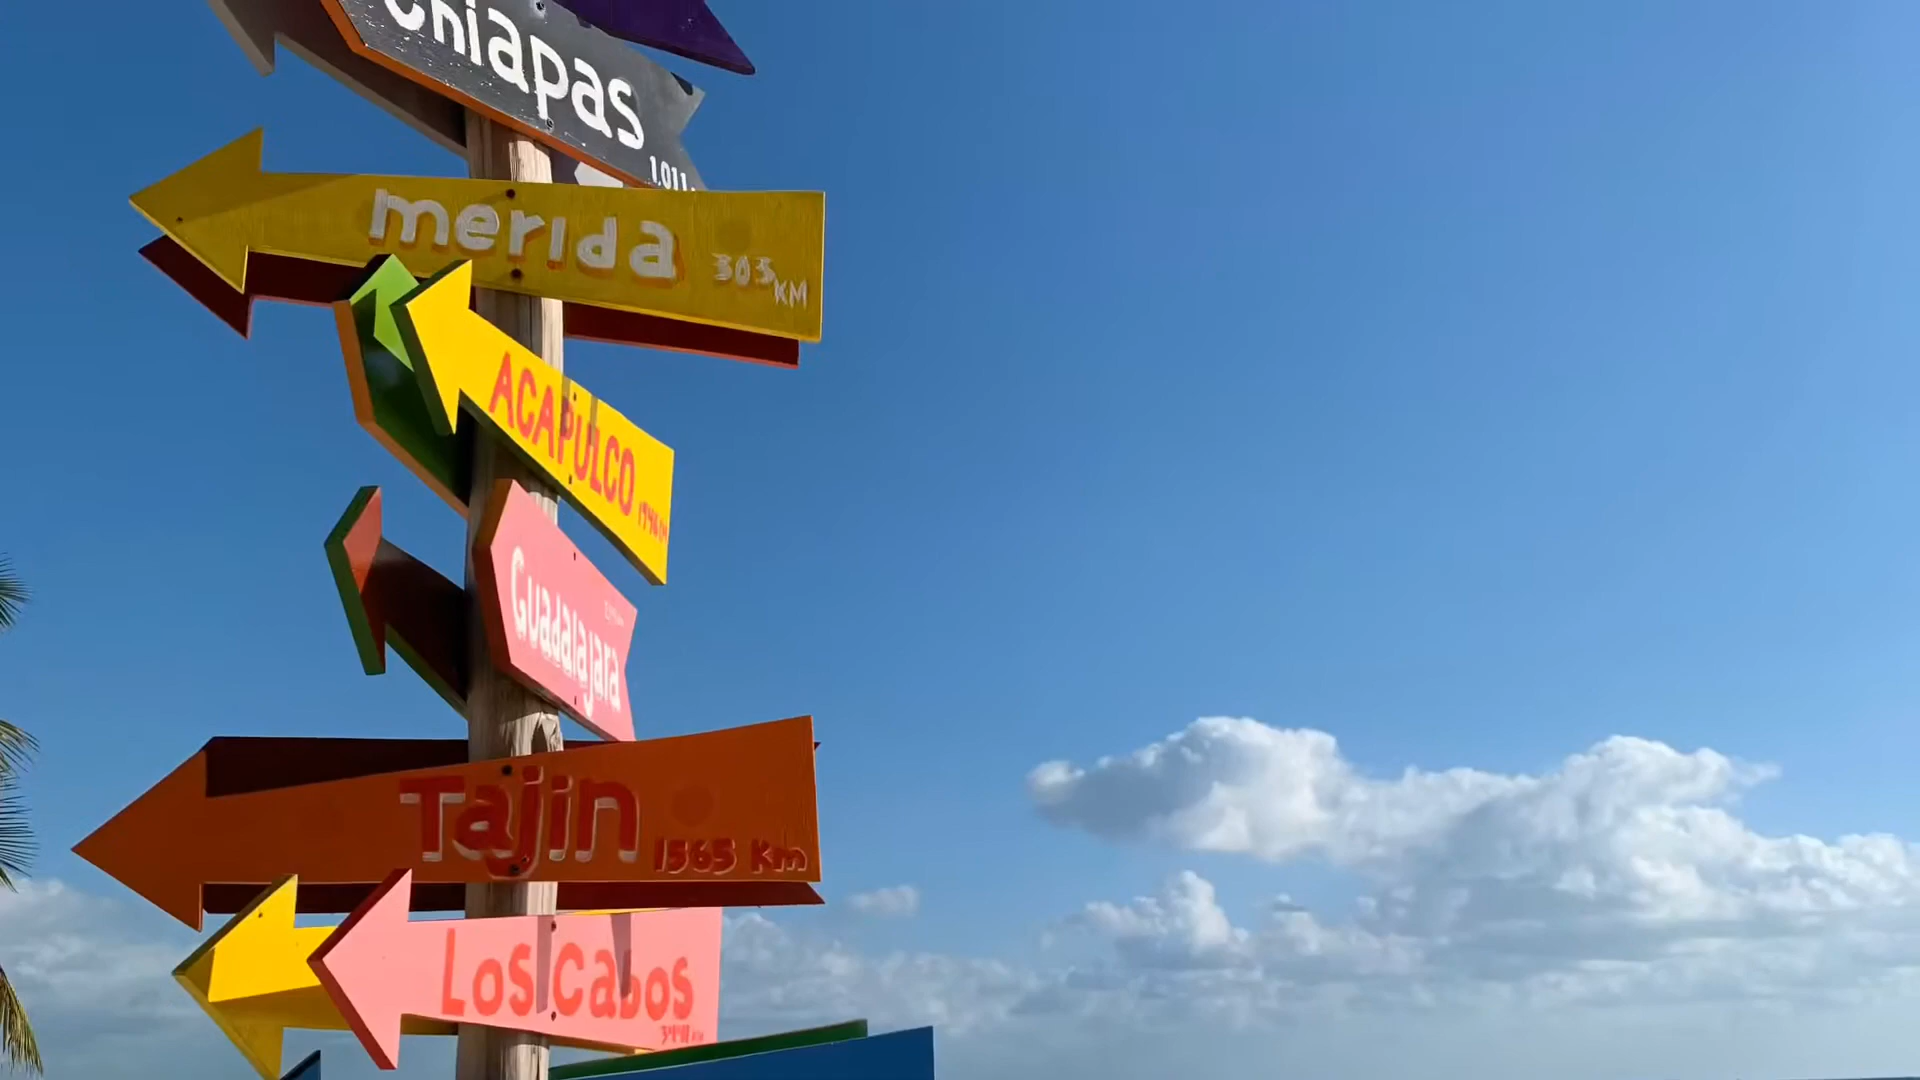 Chiapas
merida
303 KM
ACAPULCO
Guadalajara
Tajin
1565 Km
Los Cabos